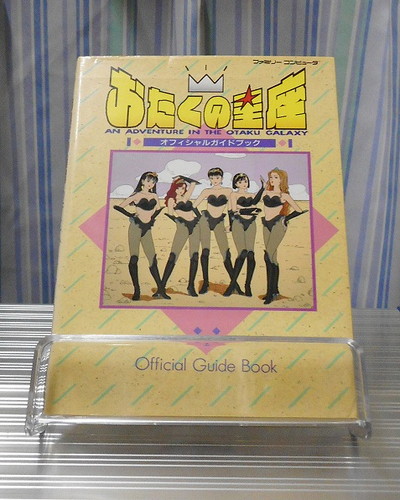 ファミリーコンピュータ
おたくの星座
AN ADVENTURE IN THE OTAKU GALAXY
オフィシャルガイドブック
Official Guide Book